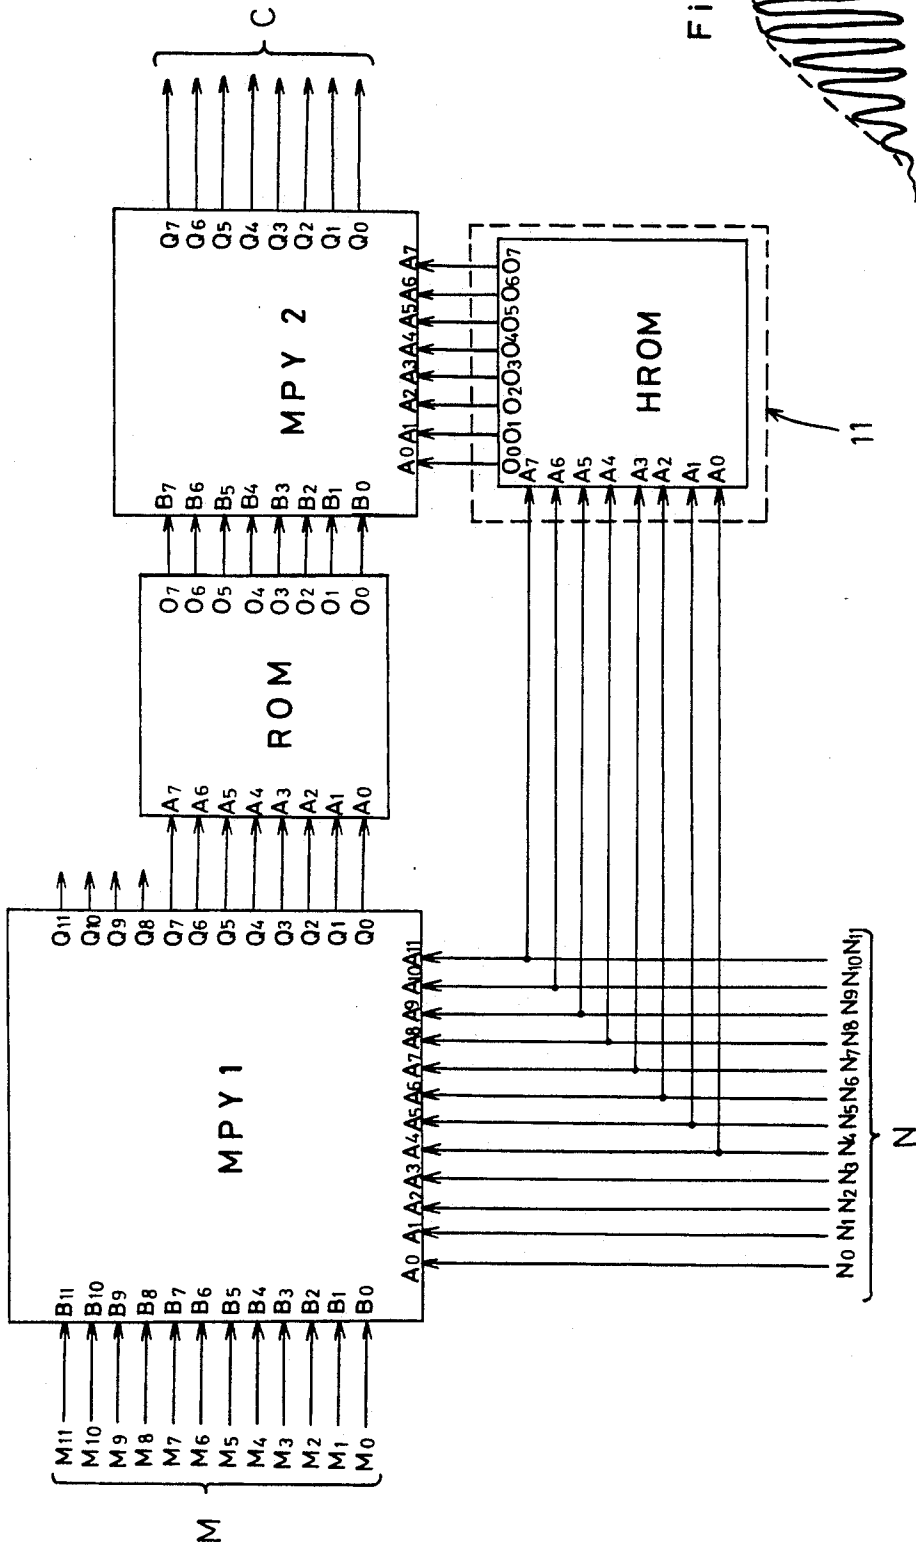 M
M11
M10
M9
M8
M7
M6
M5
M4
M3
M2
M1
M0
B11
B10
B9
B8
B7
B6
B5
B4
B3
B2
B1
B0
MPY 1
Q11
Q10
Q9
Q8
Q7
Q6
Q5
Q4
Q3
Q2
Q1
Q0
A0 A1 A2 A3 A4 A5 A6 A7 A8 A9 A10 A11
N0 N1 N2 N3 N4 N5 N6 N7 N8 N9 N10 N11
N
A7
A6
A5
A4
A3
A2
A1
A0
ROM
O7
O6
O5
O4
O3
O2
O1
O0
B7
B6
B5
B4
B3
B2
B1
B0
MPY 2
Q7
Q6
Q5
Q4
Q3
Q2
Q1
Q0
C
A0 A1 A2 A3 A4 A5 A6 A7
O0 O1 O2 O3 O4 O5 O6 O7
A7
A6
A5
A4
A3
A2
A1
A0
HROM
11
Fi